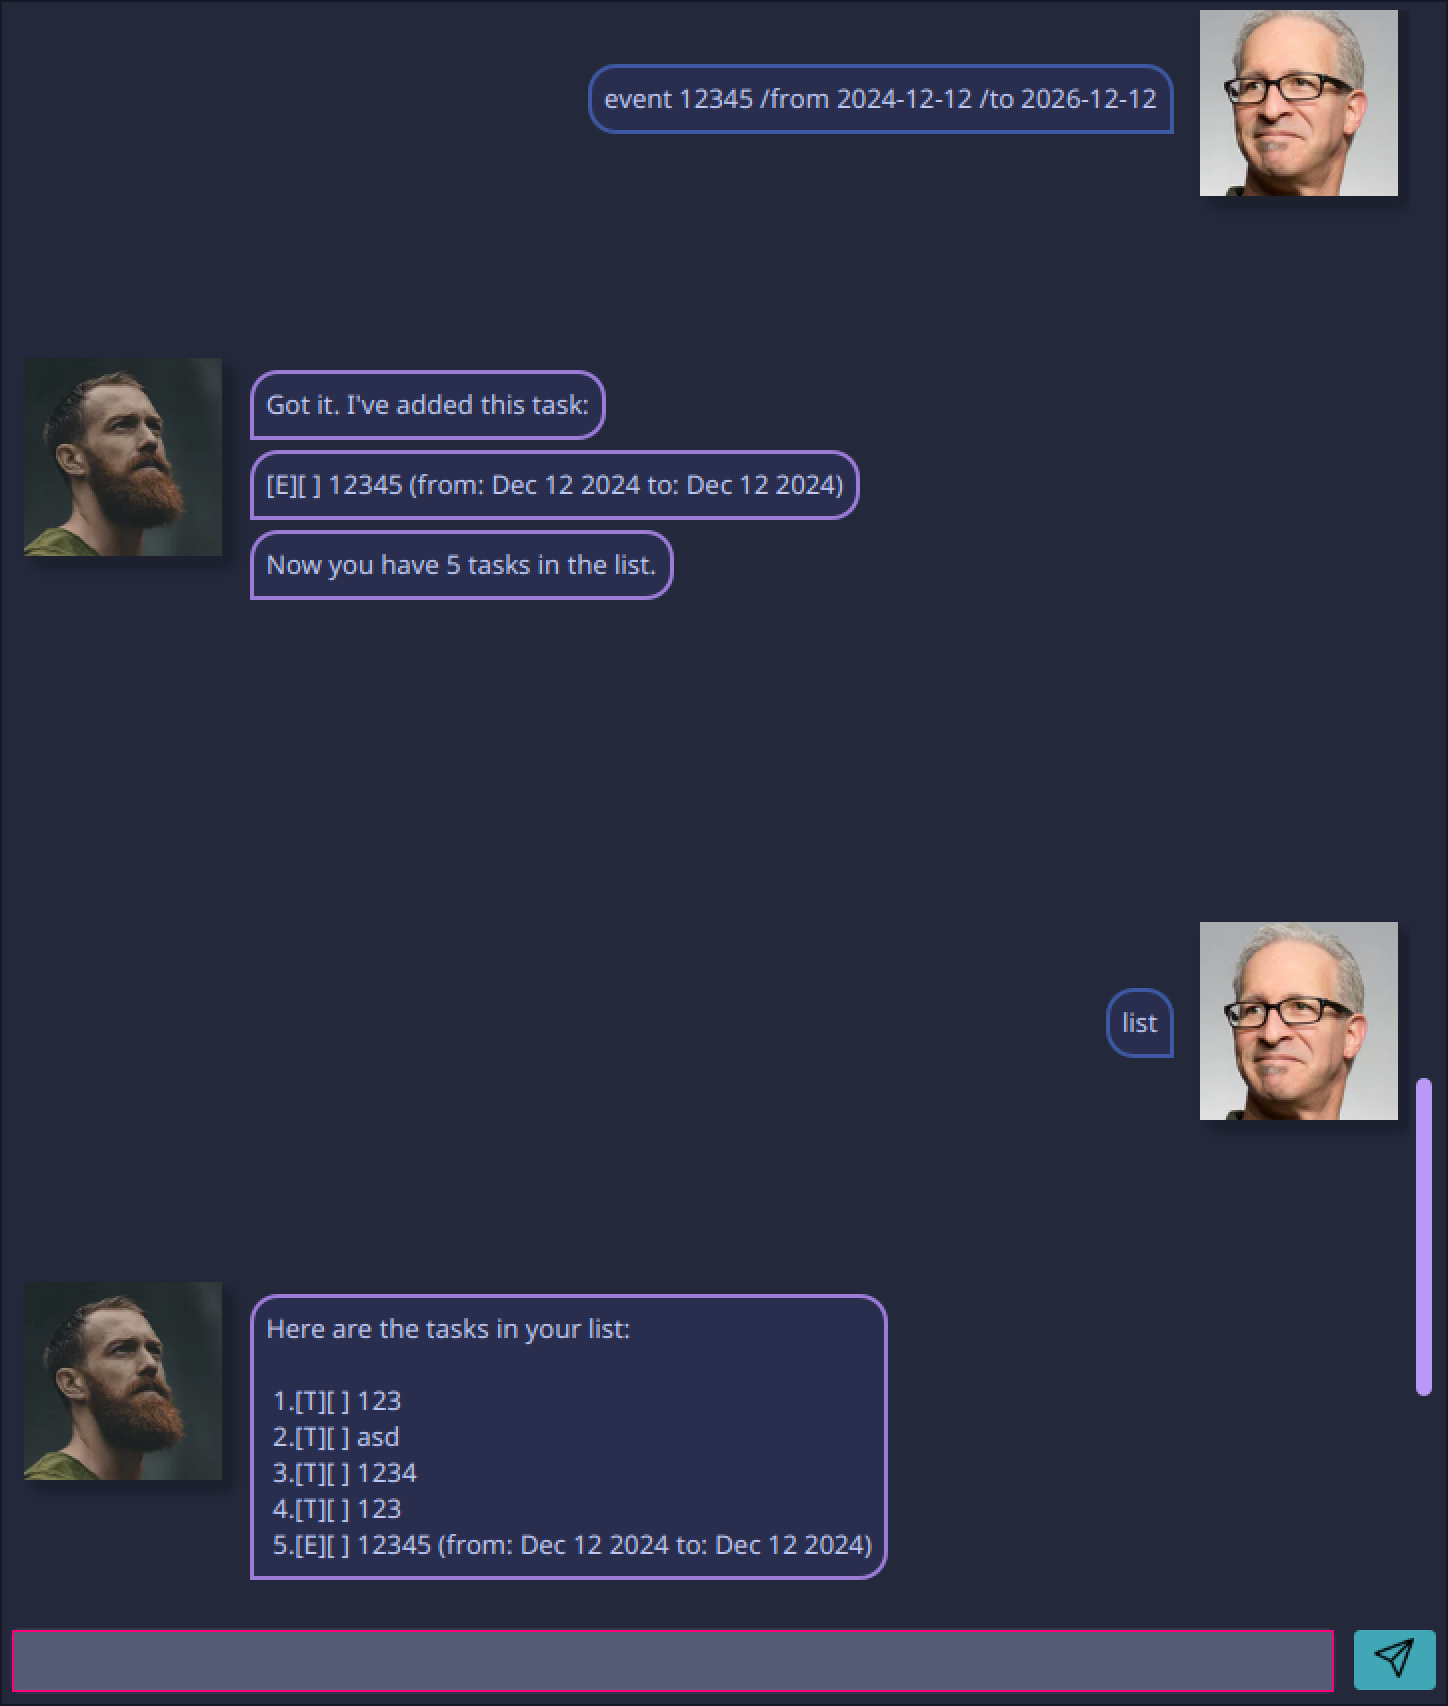 event 12345 /from 2024-12-12 /to 2026-12-12
Got it. I've added this task:
[E][ ] 12345 (from: Dec 12 2024 to: Dec 12 2024)
Now you have 5 tasks in the list.
list
Here are the tasks in your list:
1.[T][ ] 123
2.[T][ ] asd
3.[T][ ] 1234
4.[T][ ] 123
5.[E][ ] 12345 (from: Dec 12 2024 to: Dec 12 2024)